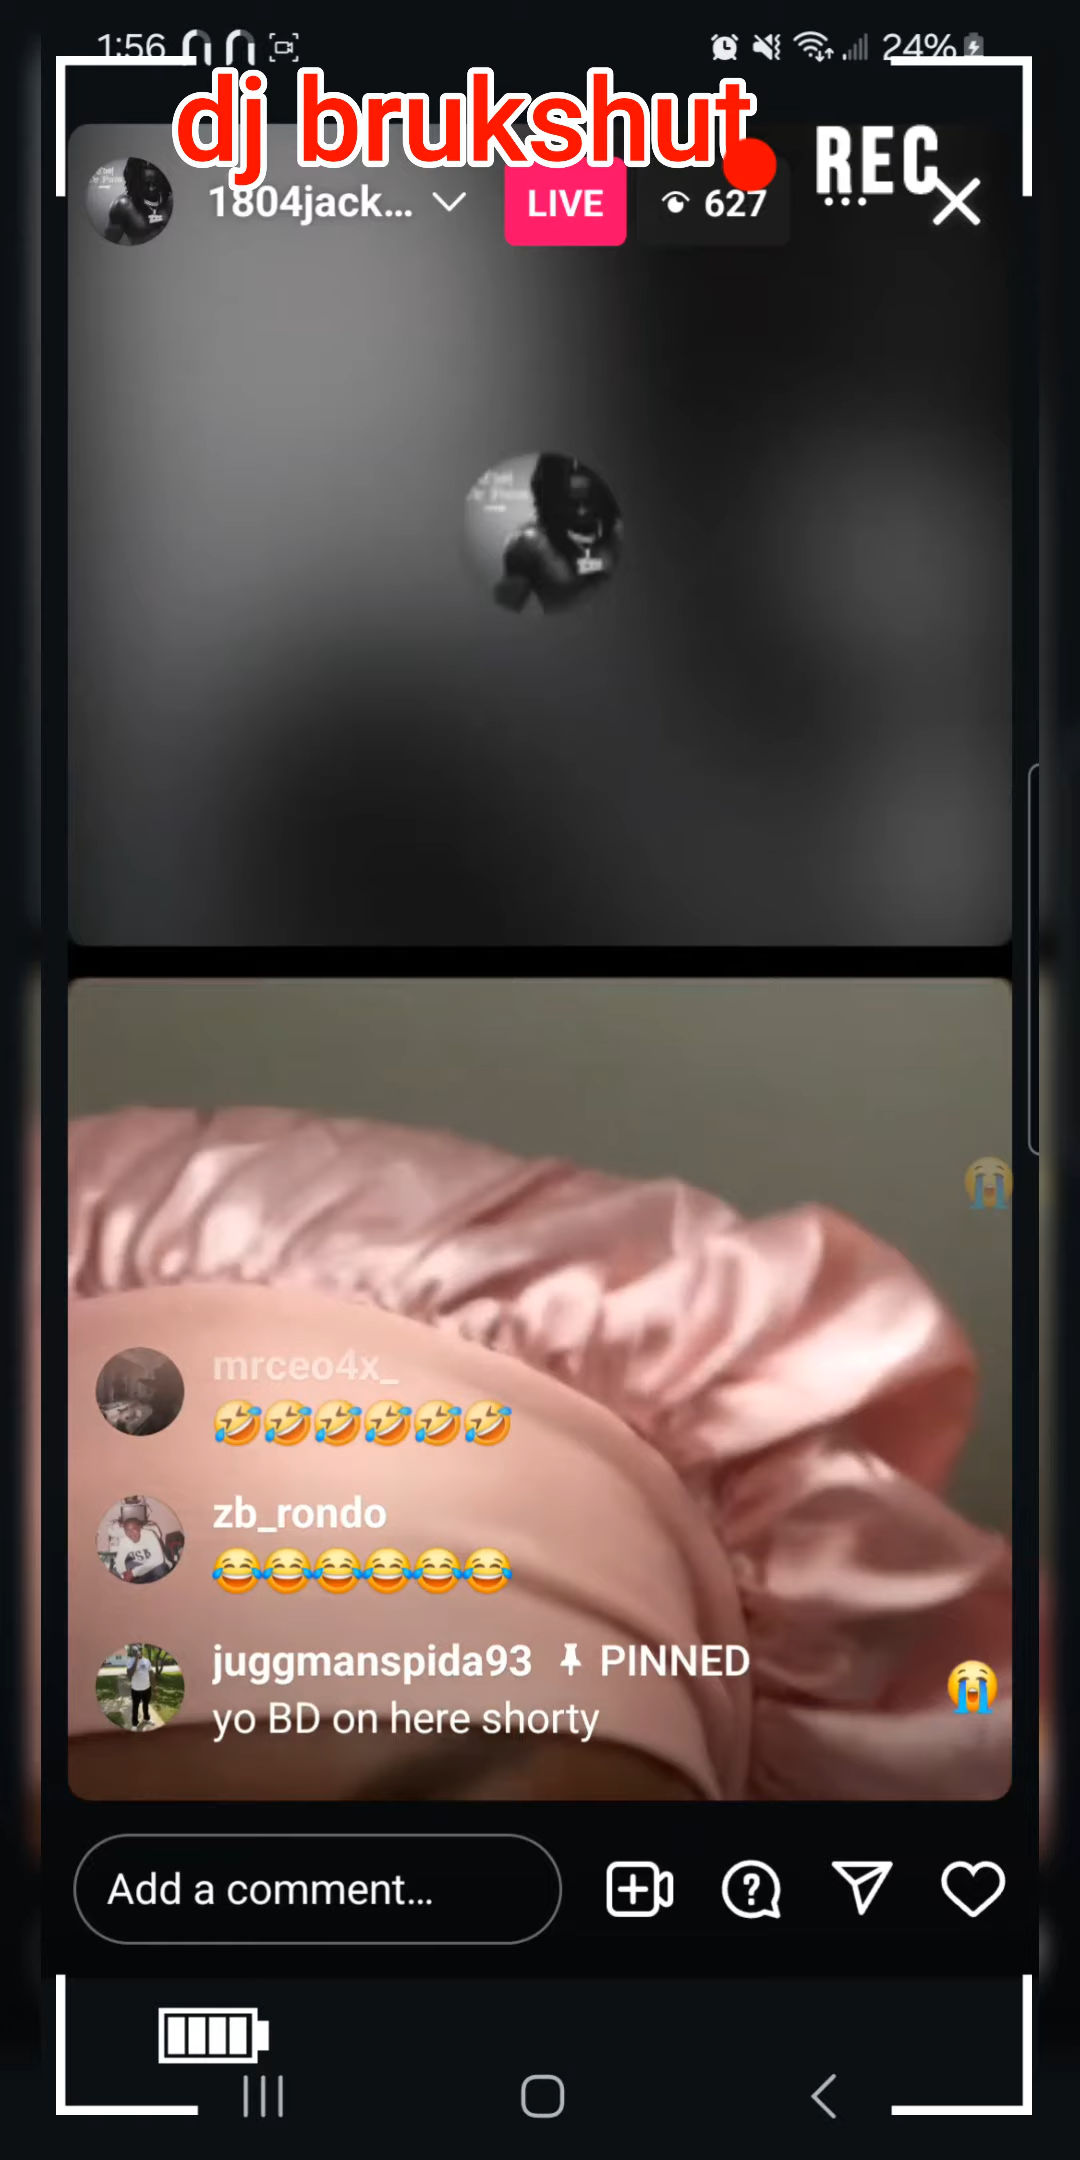 1:56
24%
dj brukshut
REC
1804jack...
LIVE
627
mrceo4x_
🤣🤣🤣🤣🤣🤣
zb_rondo
😂😂😂😂😂😂
juggmanspida93 PINNED
yo BD on here shorty
Add a comment...